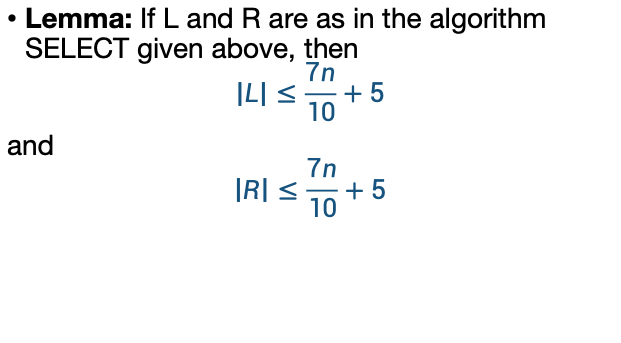 • Lemma: If L and R are as in the algorithm
SELECT given above, then
|L| ≤ 7n/10 + 5
and
|R| ≤ 7n/10 + 5